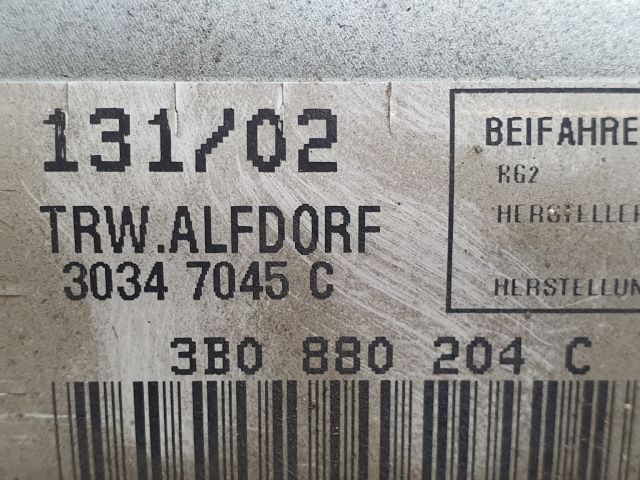 131/02
TRW.ALFDORF
3034 7045 C
BEIFAHRE
RG2
HERSTELLER
HERSTELLUN
3B0 880 204 C